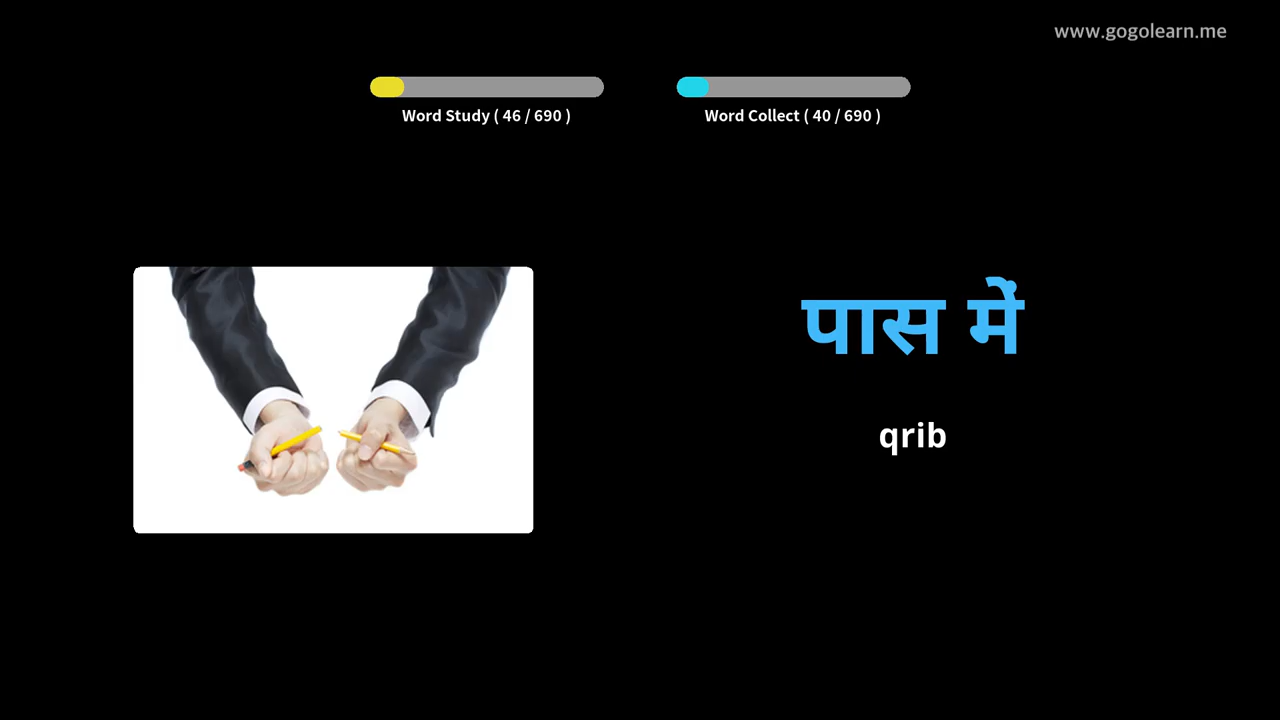 www.gogolearn.me
Word Study ( 46 / 690 )
Word Collect ( 40 / 690 )
पास में
qrib